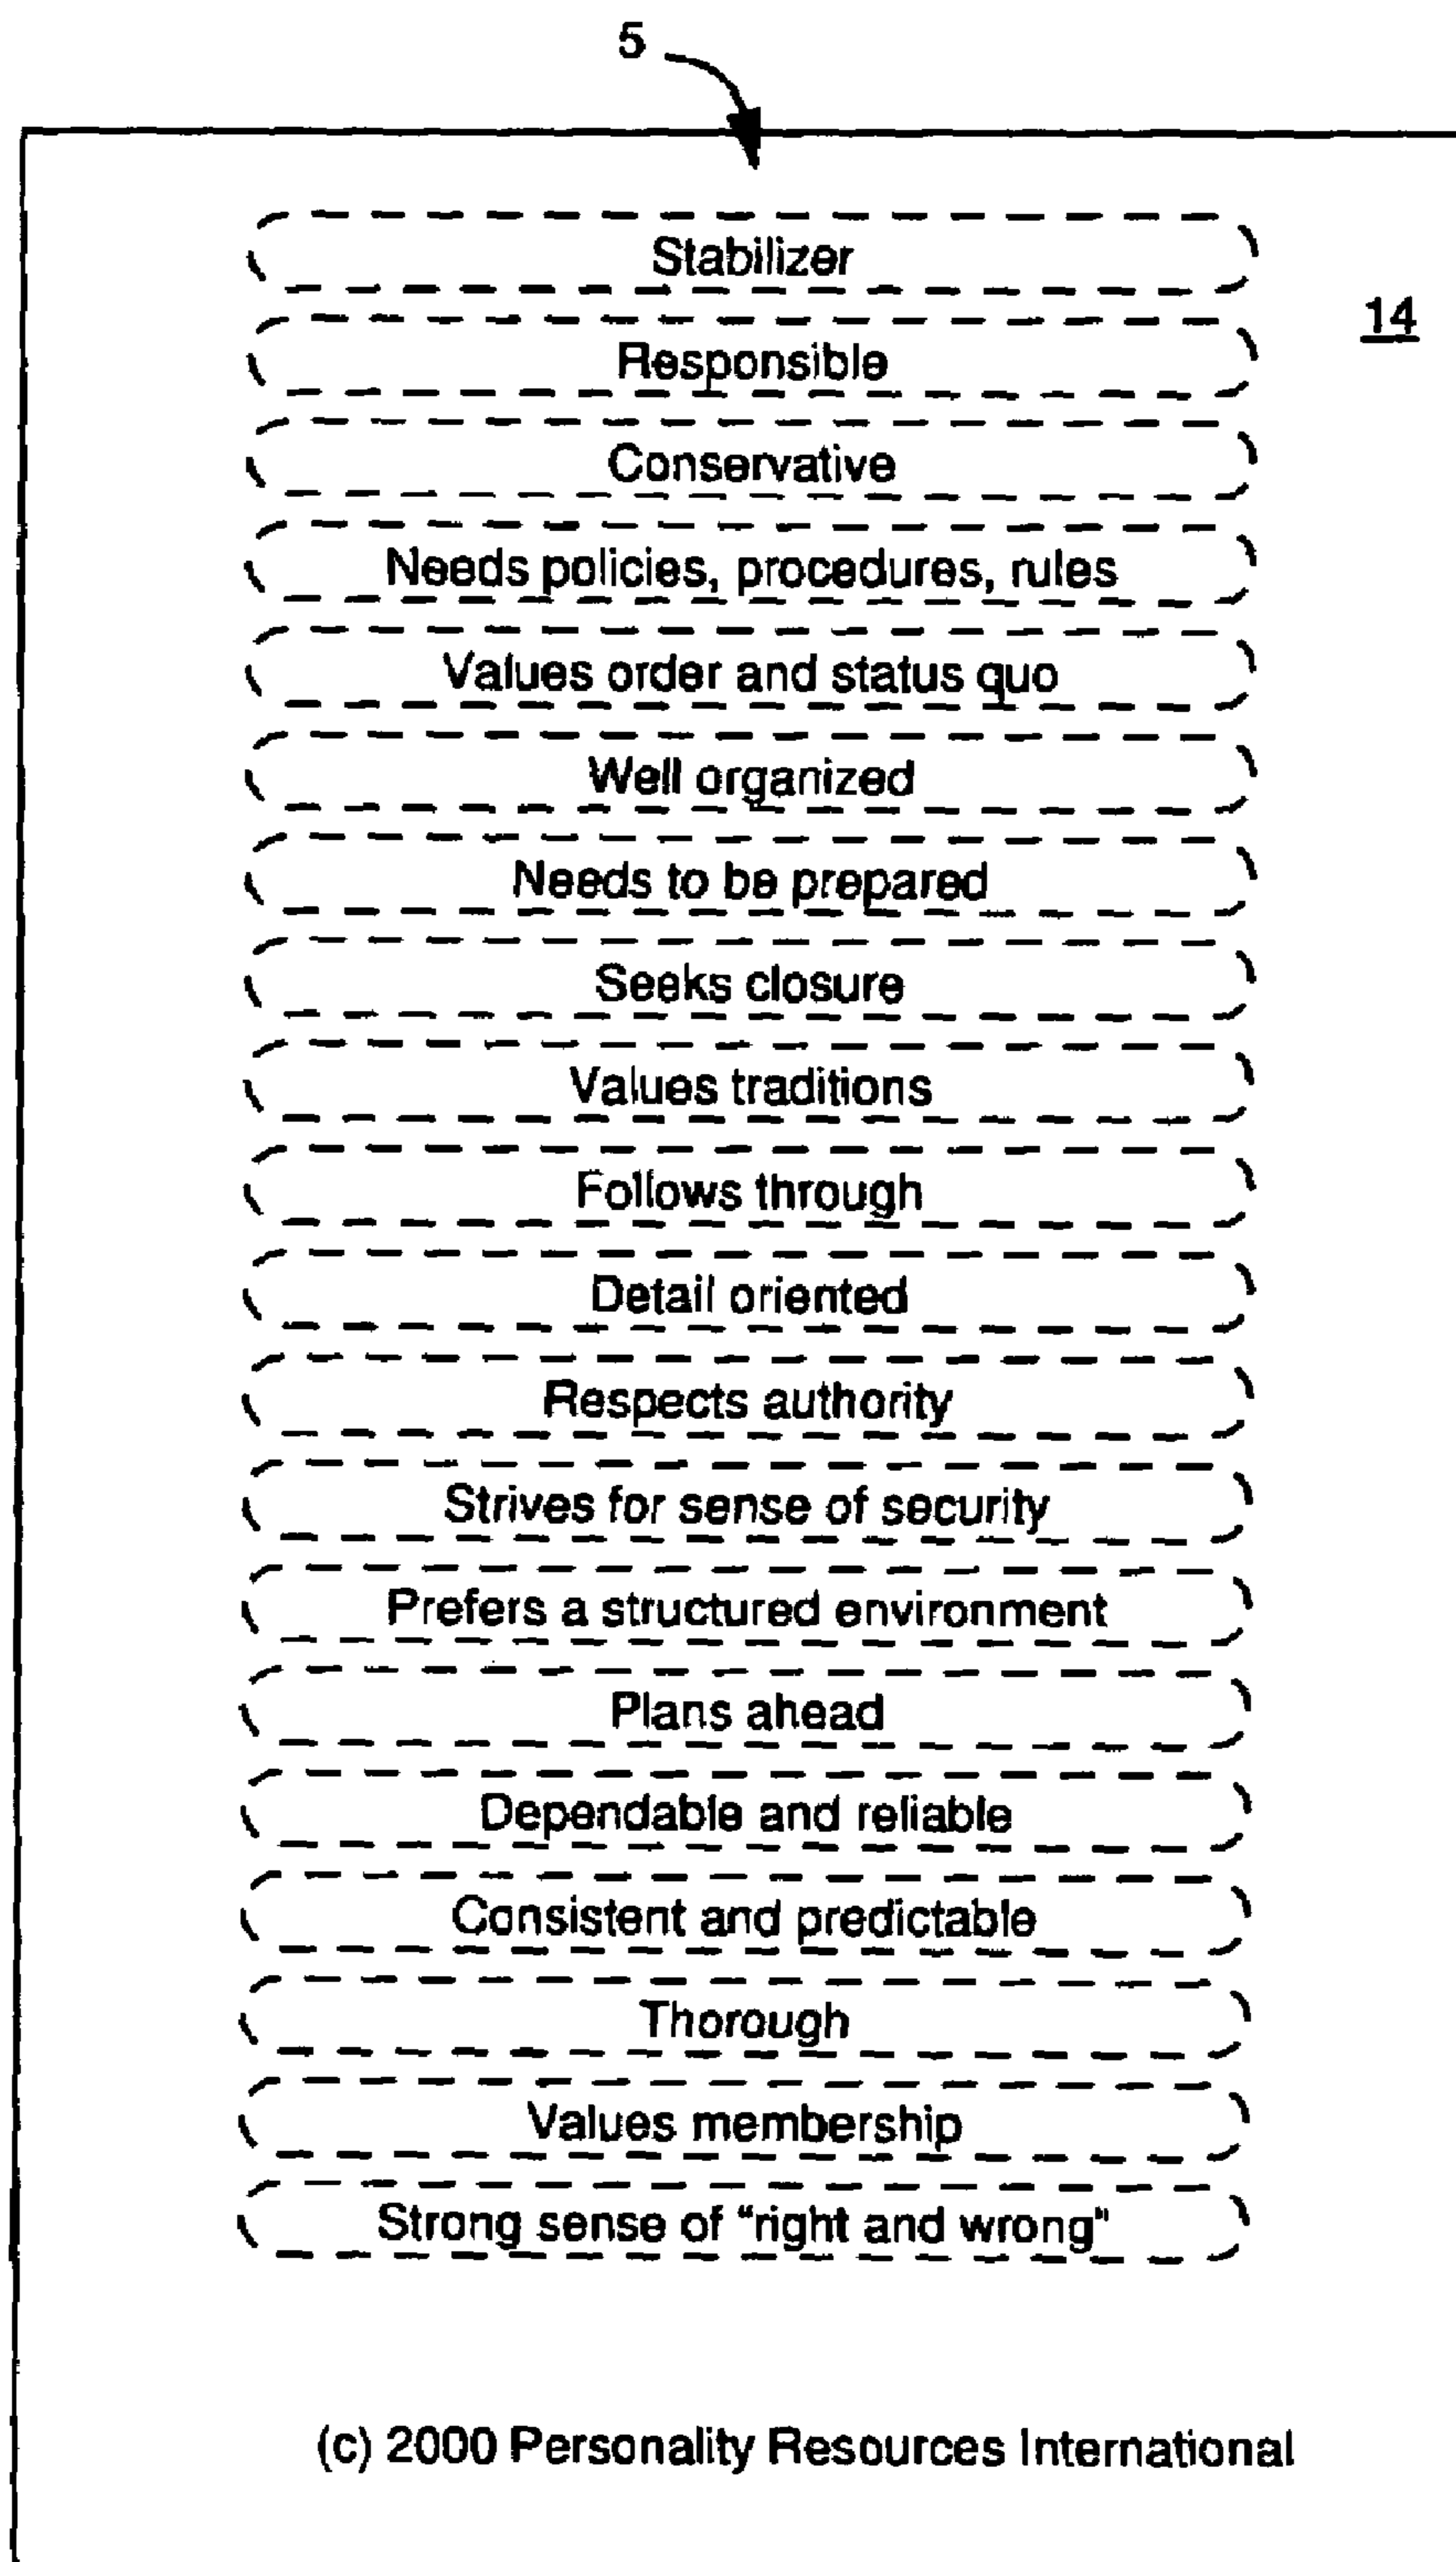 5
Stabilizer
14
Responsible
Conservative
Needs policies, procedures, rules
Values order and status quo
Well organized
Needs to be prepared
Seeks closure
Values traditions
Follows through
Detail oriented
Respects authority
Strives for sense of security
Prefers a structured environment
Plans ahead
Dependable and reliable
Consistent and predictable
Thorough
Values membership
Strong sense of "right and wrong"
(c) 2000 Personality Resources International